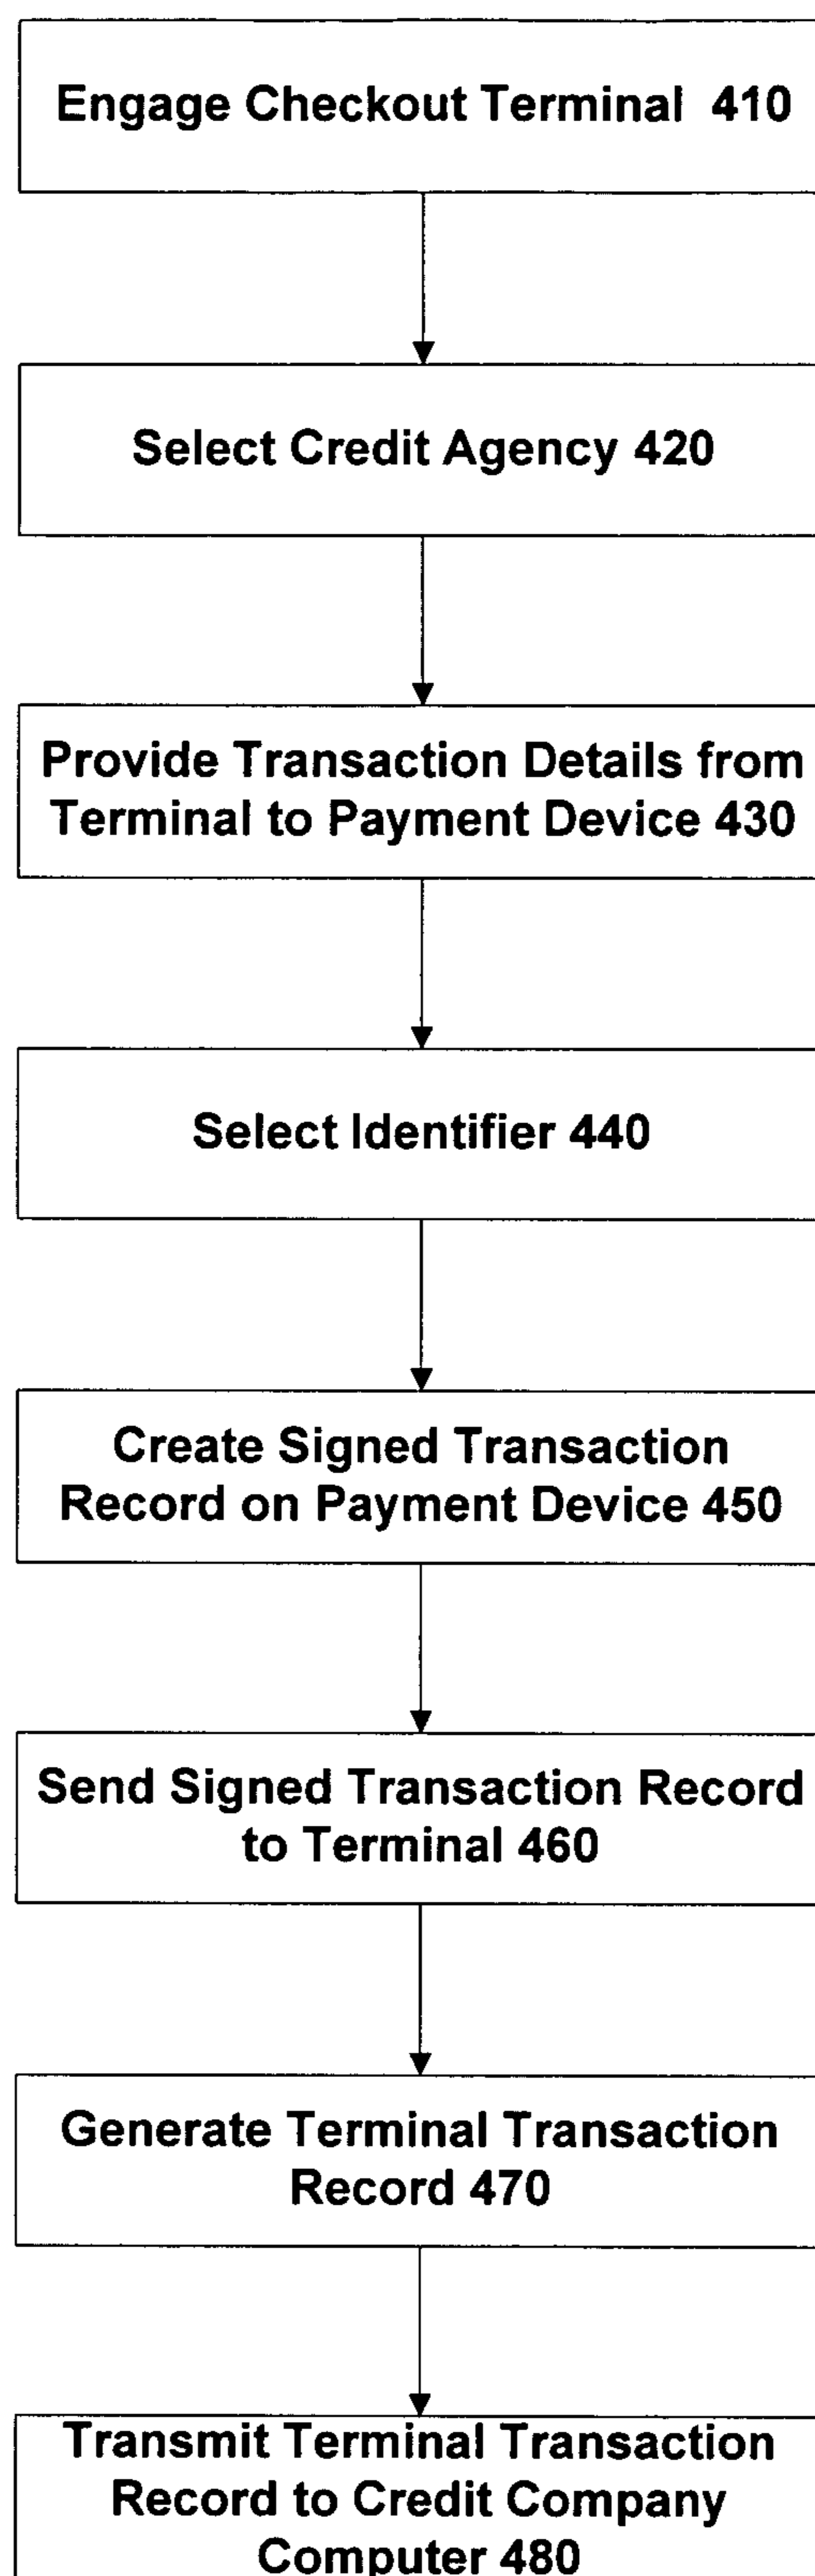 Engage Checkout Terminal 410
Select Credit Agency 420
Provide Transaction Details from
Terminal to Payment Device 430
Select Identifier 440
Create Signed Transaction
Record on Payment Device 450
Send Signed Transaction Record
to Terminal 460
Generate Terminal Transaction
Record 470
Transmit Terminal Transaction
Record to Credit Company
Computer 480